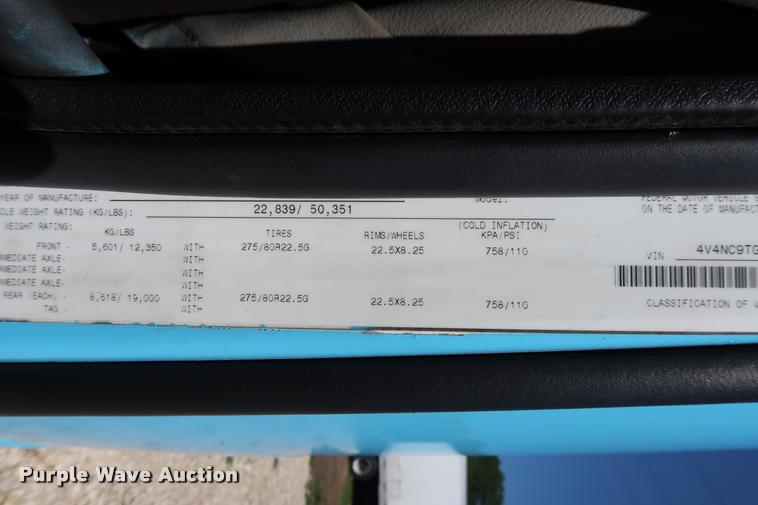 YEAR OF MANUFACTURE:
Model:
FEDERAL MOTOR VEHICLE
WEIGHT RATING (KG/LBS): 22,839/ 50,351
ON THE DATE OF MANUFACT
WEIGHT RATING: (COLD INFLATION)
KG/LBS TIRES RIMS/WHEELS KPA/PSI
FRONT - 5,601/ 12,350 WITH 275/80R22.5G 22.5X8.25 758/110
VIN 4V4NC9TG
RMEDIATE AXLE- WITH
RMEDIATE AXLE- WITH
RMEDIATE AXLE- WITH
REAR (EACH) - 8,618/ 19,000 WITH 275/80R22.5G 22.5X8.25 758/110
TAG - WITH
CLASSIFICATION OF
Purple Wave Auction